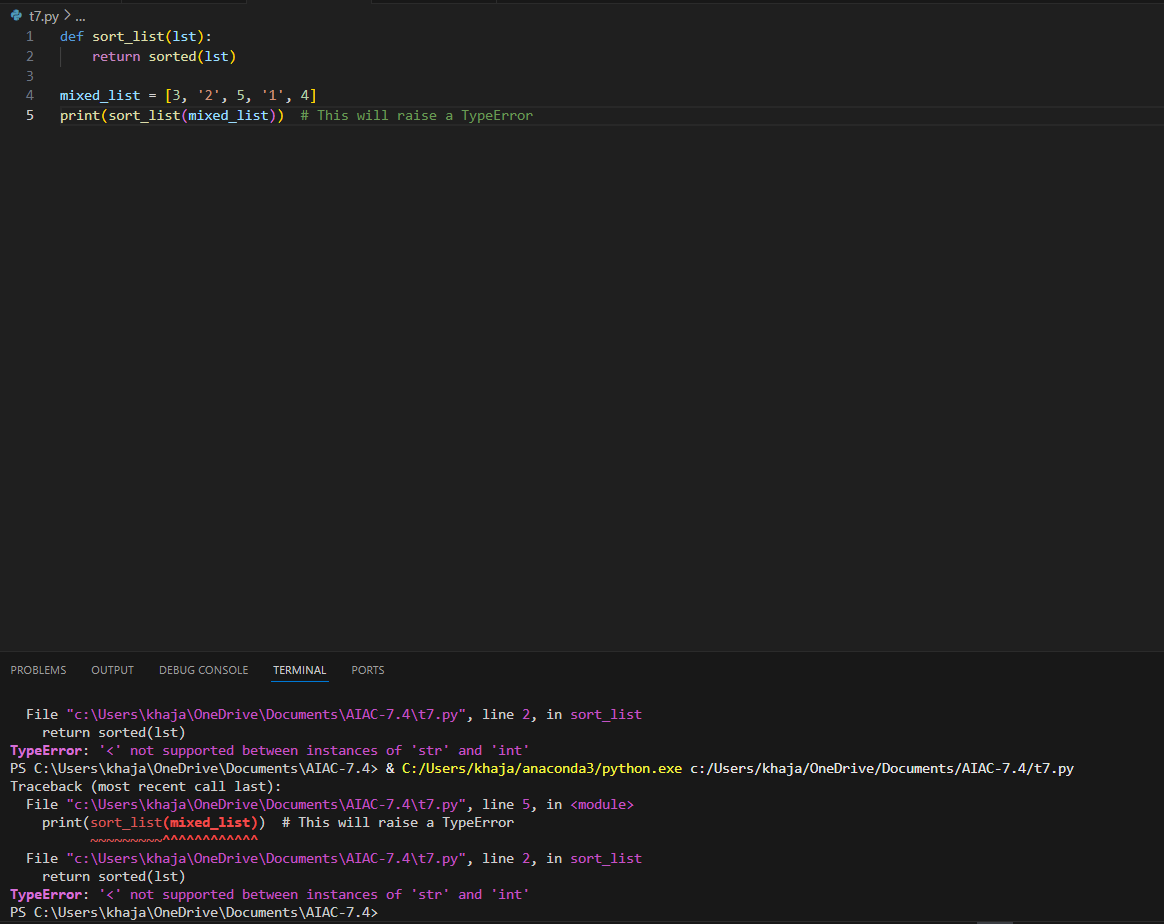 t7.py > ...
1 def sort_list(lst):
2     return sorted(lst)
3
4 mixed_list = [3, '2', 5, '1', 4]
5 print(sort_list(mixed_list))  # This will raise a TypeError
PROBLEMS OUTPUT DEBUG CONSOLE TERMINAL PORTS
  File "c:\Users\khaja\OneDrive\Documents\AIAC-7.4\t7.py", line 2, in sort_list
    return sorted(lst)
TypeError: '<' not supported between instances of 'str' and 'int'
PS C:\Users\khaja\OneDrive\Documents\AIAC-7.4> & C:/Users/khaja/anaconda3/python.exe c:/Users/khaja/OneDrive/Documents/AIAC-7.4/t7.py
Traceback (most recent call last):
  File "c:\Users\khaja\OneDrive\Documents\AIAC-7.4\t7.py", line 5, in <module>
    print(sort_list(mixed_list))  # This will raise a TypeError
          ~~~~~~~~~^^^^^^^^^^^^
  File "c:\Users\khaja\OneDrive\Documents\AIAC-7.4\t7.py", line 2, in sort_list
    return sorted(lst)
TypeError: '<' not supported between instances of 'str' and 'int'
PS C:\Users\khaja\OneDrive\Documents\AIAC-7.4>